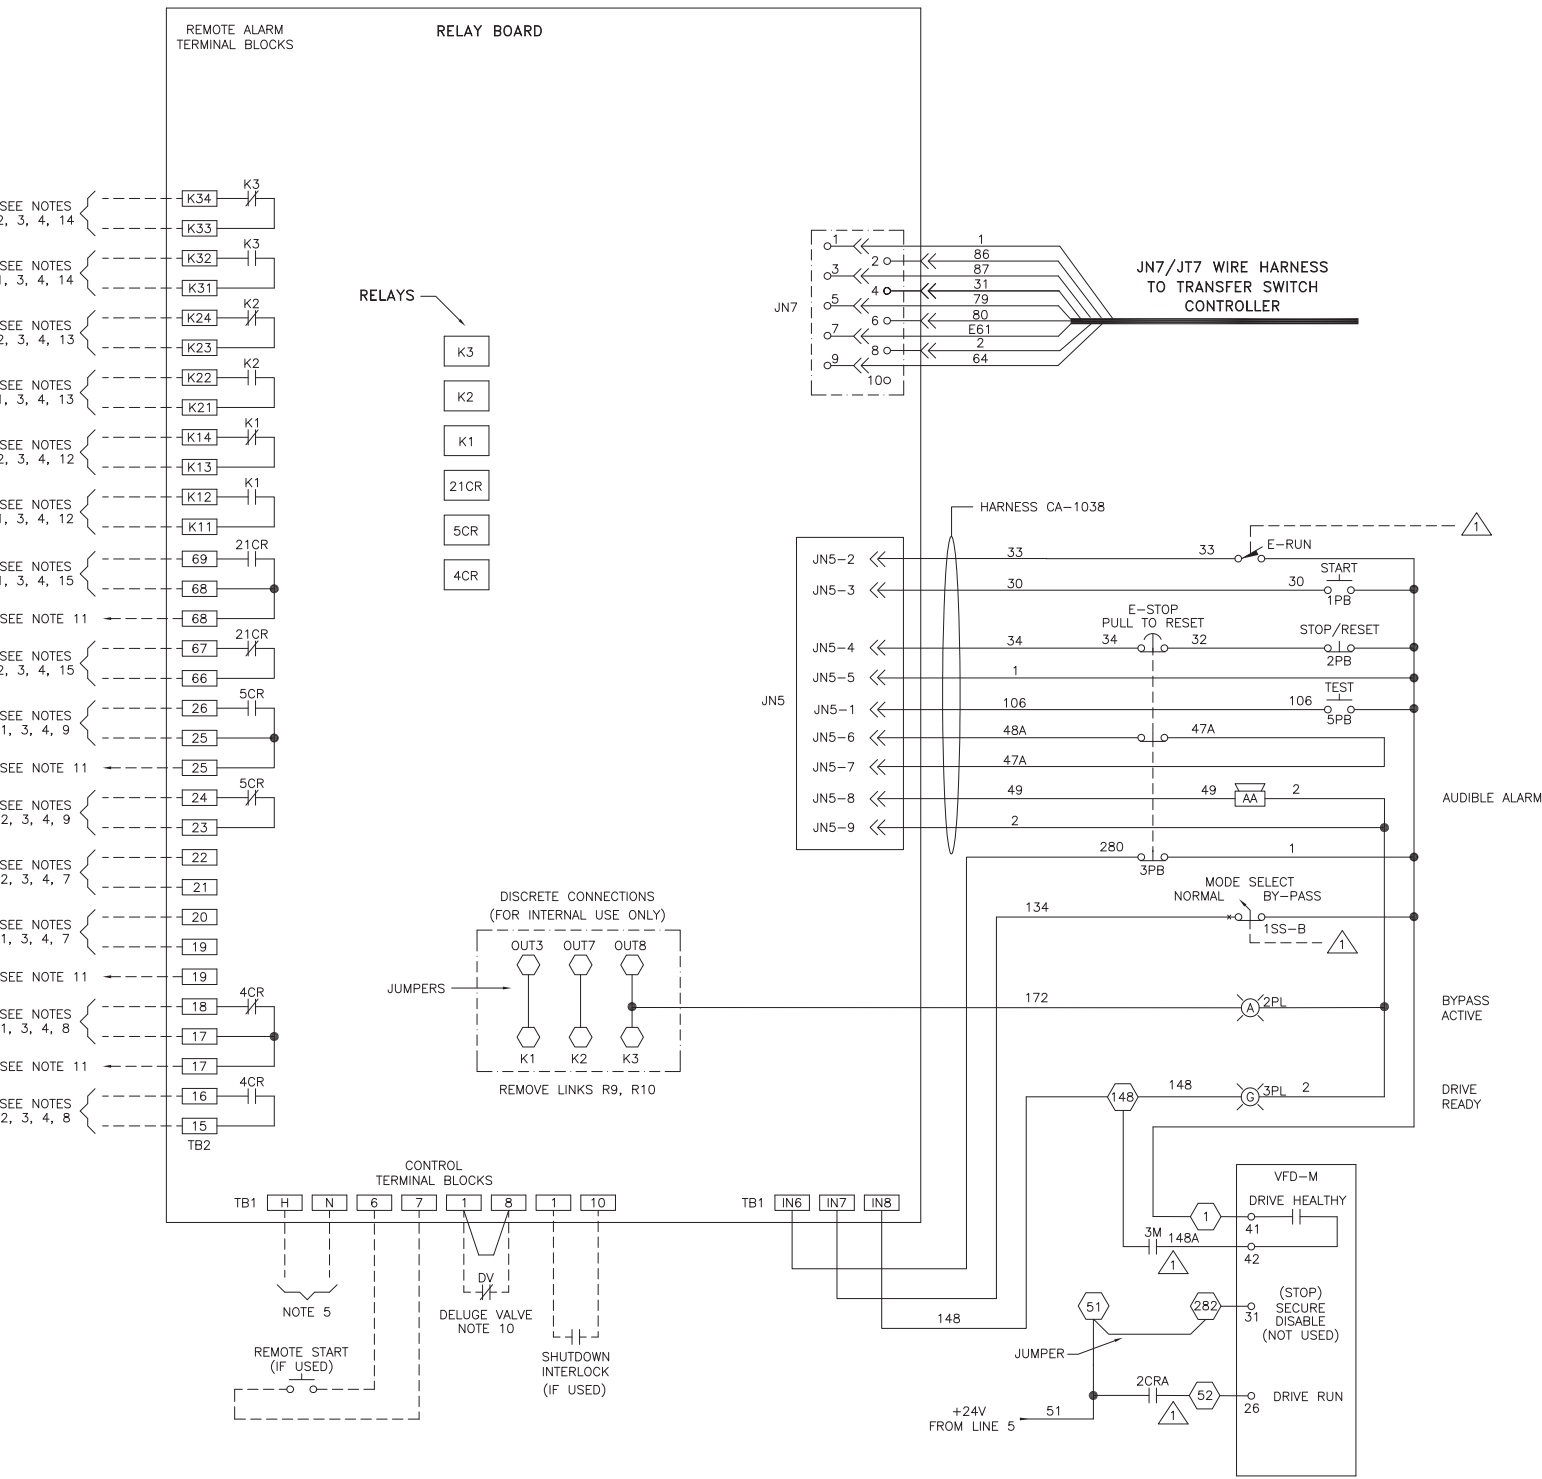 REMOTE ALARM
TERMINAL BLOCKS
RELAY BOARD
SEE NOTES
2, 3, 4, 14
K34
K3
K33
SEE NOTES
1, 3, 4, 14
K32
K3
K31
SEE NOTES
2, 3, 4, 13
K24
K2
K23
SEE NOTES
1, 3, 4, 13
K22
K2
K21
SEE NOTES
2, 3, 4, 12
K14
K1
K13
SEE NOTES
1, 3, 4, 12
K12
K1
K11
SEE NOTES
1, 3, 4, 15
69
21CR
68
SEE NOTE 11
68
SEE NOTES
2, 3, 4, 15
67
21CR
66
SEE NOTES
1, 3, 4, 9
26
5CR
25
SEE NOTE 11
25
SEE NOTES
2, 3, 4, 9
24
5CR
23
SEE NOTES
2, 3, 4, 7
22
21
SEE NOTES
1, 3, 4, 7
20
19
SEE NOTE 11
19
SEE NOTES
1, 3, 4, 8
18
4CR
17
SEE NOTE 11
17
SEE NOTES
2, 3, 4, 8
16
4CR
15
TB2
RELAYS
K3
K2
K1
21CR
5CR
4CR
JN7
1
2
3
4
5
6
7
8
9
10
1
86
87
31
79
80
E61
2
64
JN7/JT7 WIRE HARNESS
TO TRANSFER SWITCH
CONTROLLER
HARNESS CA-1038
JN5
JN5-2
33
33
E-RUN
1
JN5-3
30
30
START
1PB
E-STOP
PULL TO RESET
JN5-4
34
34
32
STOP/RESET
2PB
JN5-5
1
JN5-1
106
106
TEST
5PB
JN5-6
48A
47A
JN5-7
47A
JN5-8
49
49
AA
2
AUDIBLE ALARM
JN5-9
2
280
3PB
1
MODE SELECT
NORMAL
BY-PASS
134
1SS-B
1
DISCRETE CONNECTIONS
(FOR INTERNAL USE ONLY)
OUT3
OUT7
OUT8
JUMPERS
K1
K2
K3
REMOVE LINKS R9, R10
172
A
2PL
BYPASS
ACTIVE
148
148
G
3PL
2
DRIVE
READY
CONTROL
TERMINAL BLOCKS
TB1
H
N
6
7
1
8
1
10
TB1
IN6
IN7
IN8
NOTE 5
DV
DELUGE VALVE
NOTE 10
SHUTDOWN
INTERLOCK
(IF USED)
REMOTE START
(IF USED)
148
VFD-M
DRIVE HEALTHY
1
41
3M
148A
42
1
51
282
31
(STOP)
SECURE
DISABLE
(NOT USED)
JUMPER
2CRA
52
26
DRIVE RUN
1
+24V
FROM LINE 5
51